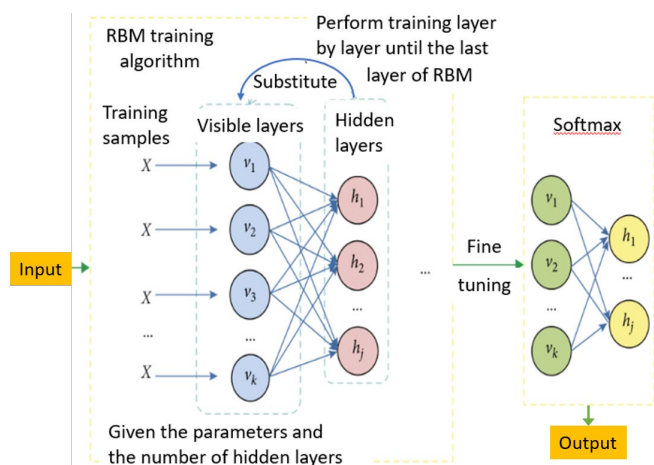 RBM training
algorithm
Perform training layer
by layer until the last
layer of RBM
Substitute
Training
samples
Visible layers
Hidden
layers
X
X
X
...
X
v1
v2
v3
...
vk
h1
h2
...
hj
...
Input
Given the parameters and
the number of hidden layers
Fine
tuning
Softmax
v1
v2
...
vk
h1
...
hj
Output